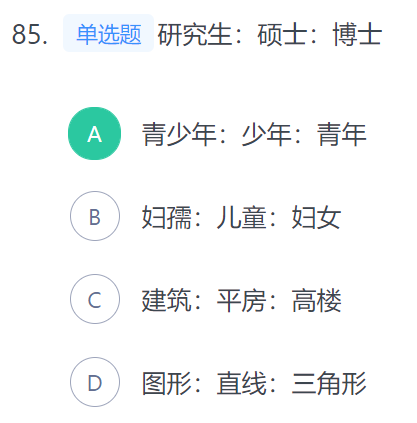 85. 单选题 研究生：硕士：博士
A 青少年：少年：青年
B 妇孺：儿童：妇女
C 建筑：平房：高楼
D 图形：直线：三角形